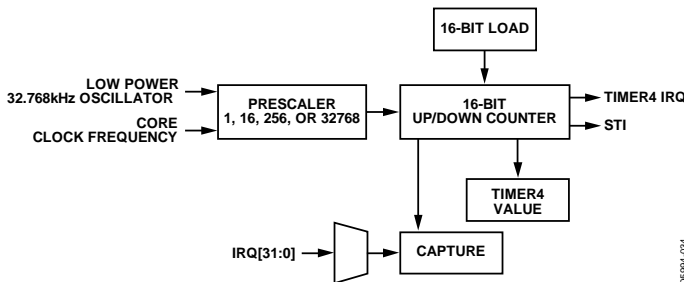 16-BIT LOAD
LOW POWER
32.768kHz OSCILLATOR
CORE
CLOCK FREQUENCY
PRESCALER
1, 16, 256, OR 32768
16-BIT
UP/DOWN COUNTER
TIMER4 IRQ
STI
TIMER4
VALUE
IRQ[31:0]
CAPTURE